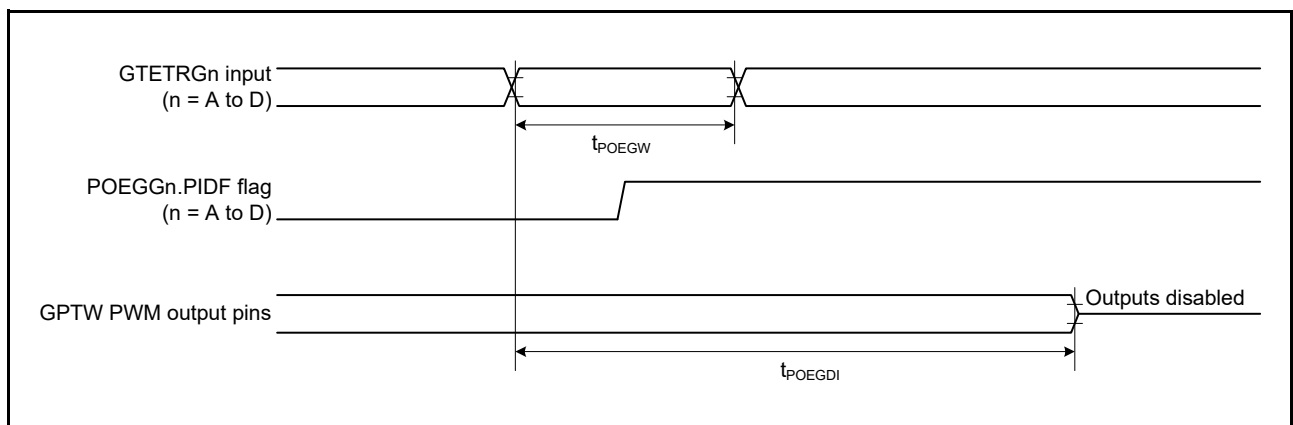 GTETRGn input
(n = A to D)
tPOEGW
POEGGn.PIDF flag
(n = A to D)
GPTW PWM output pins
Outputs disabled
tPOEGDI